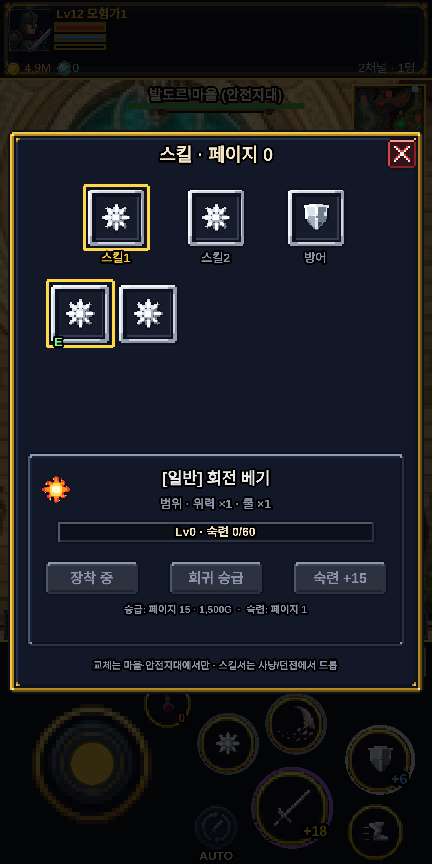 Lv12 모험가1
4.9M 0
2채널 · 1명
발도르 마을 (안전지대)
스킬 · 페이지 0
스킬1
스킬2
방어
E
[일반] 회전 베기
범위 · 위력 ×1 · 쿨 ×1
Lv0 · 숙련 0/60
장착 중
회귀 승급
숙련 +15
승급: 페이지 15 · 1,500G · 숙련: 페이지 1
교체는 마을·안전지대에서만 · 스킬서는 사냥/던전에서 드롭
0
+6
+18
AUTO